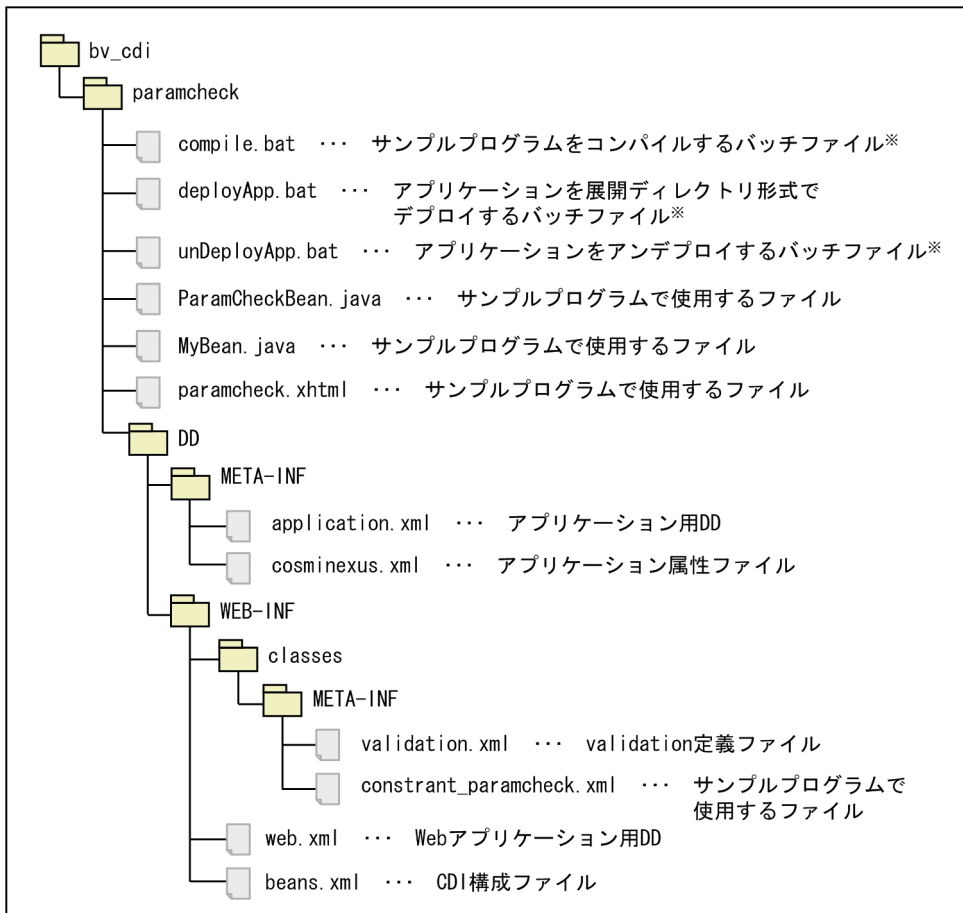 bv_cdi
paramcheck
compile.bat ･･･ サンプルプログラムをコンパイルするバッチファイル※
deployApp.bat ･･･ アプリケーションを展開ディレクトリ形式で
デプロイするバッチファイル※
unDeployApp.bat ･･･ アプリケーションをアンデプロイするバッチファイル※
ParamCheckBean.java ･･･ サンプルプログラムで使用するファイル
MyBean.java ･･･ サンプルプログラムで使用するファイル
paramcheck.xhtml ･･･ サンプルプログラムで使用するファイル
DD
META-INF
application.xml ･･･ アプリケーション用DD
cosminexus.xml ･･･ アプリケーション属性ファイル
WEB-INF
classes
META-INF
validation.xml ･･･ validation定義ファイル
constrant_paramcheck.xml ･･･ サンプルプログラムで
使用するファイル
web.xml ･･･ Webアプリケーション用DD
beans.xml ･･･ CDI構成ファイル